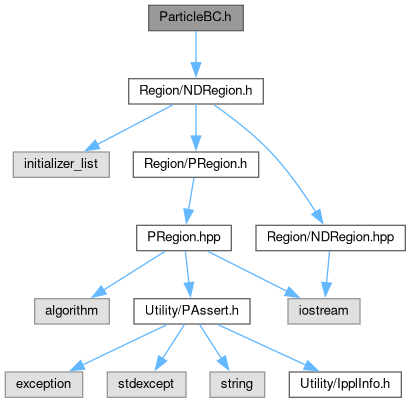 ParticleBC.h
Region/NDRegion.h
initializer_list
Region/PRegion.h
PRegion.hpp
Region/NDRegion.hpp
algorithm
Utility/PAssert.h
iostream
exception
stdexcept
string
Utility/IpplInfo.h